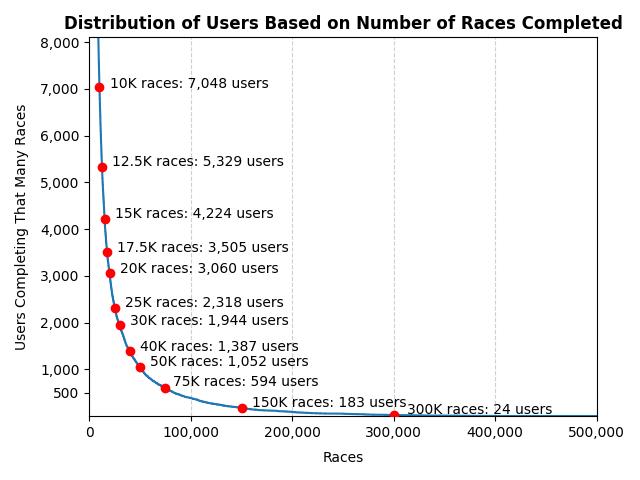 Distribution of Users Based on Number of Races Completed
Users Completing That Many Races
8,000
7,000
6,000
5,000
4,000
3,000
2,000
1,000
500
10K races: 7,048 users
12.5K races: 5,329 users
15K races: 4,224 users
17.5K races: 3,505 users
20K races: 3,060 users
25K races: 2,318 users
30K races: 1,944 users
40K races: 1,387 users
50K races: 1,052 users
75K races: 594 users
150K races: 183 users
300K races: 24 users
0
100,000
200,000
300,000
400,000
500,000
Races